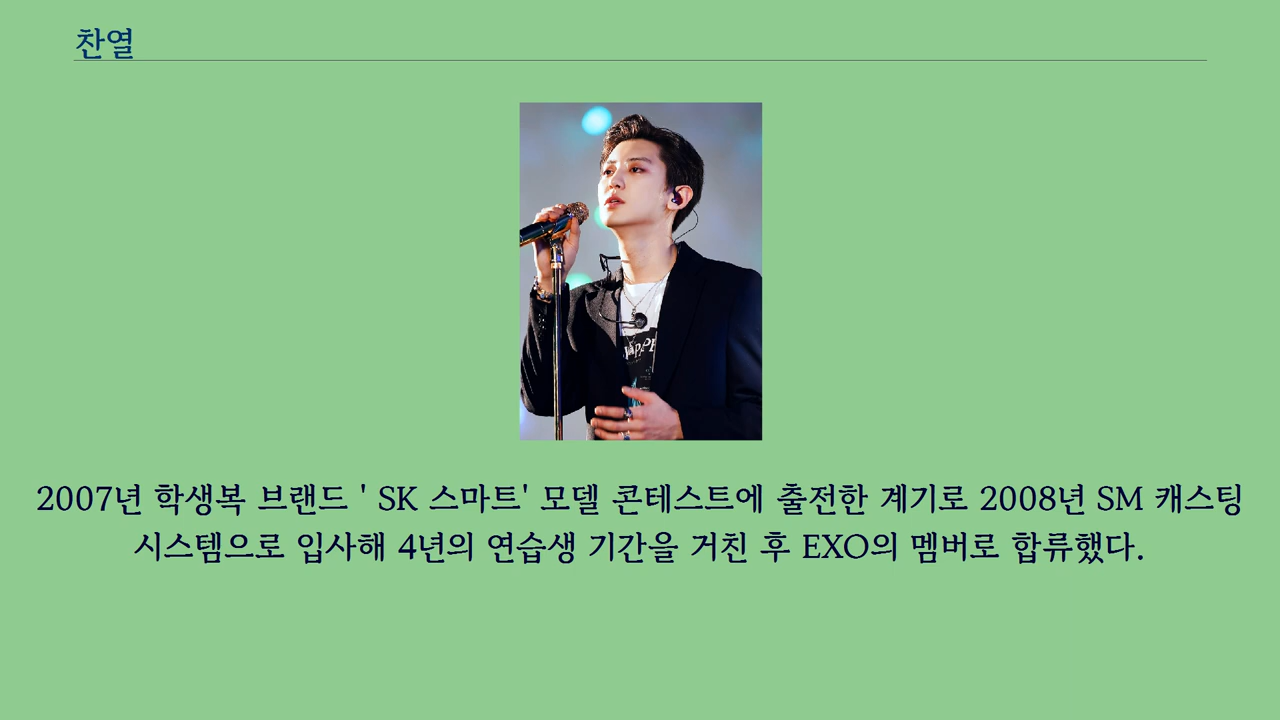 찬열
2007년 학생복 브랜드 ' SK 스마트' 모델 콘테스트에 출전한 계기로 2008년 SM 캐스팅
시스템으로 입사해 4년의 연습생 기간을 거친 후 EXO의 멤버로 합류했다.